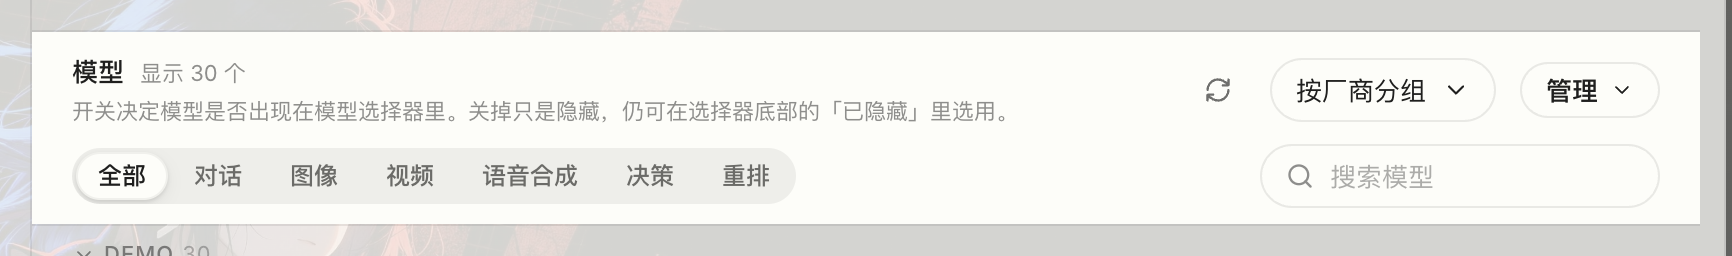 模型 显示 30 个
开关决定模型是否出现在模型选择器里。关掉只是隐藏，仍可在选择器底部的「已隐藏」里选用。
按厂商分组
管理
全部 对话 图像 视频 语音合成 决策 重排
搜索模型
DEMO 30